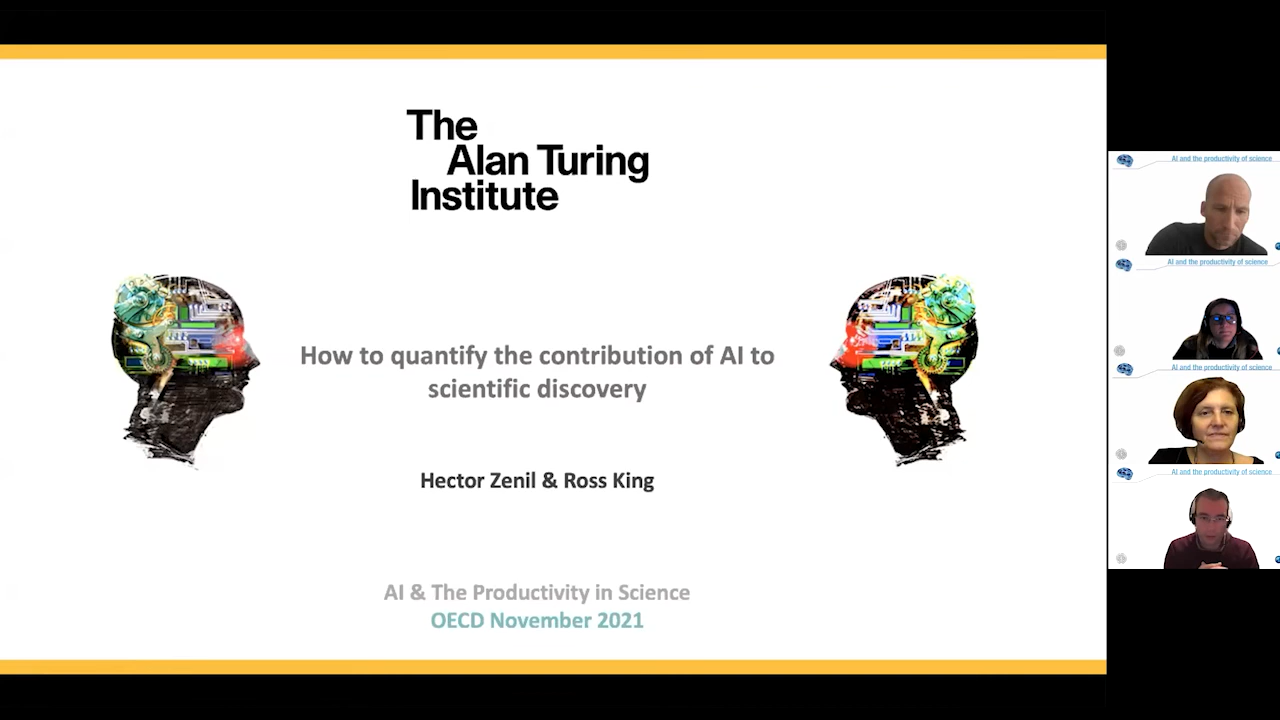 The
Alan Turing
Institute
How to quantify the contribution of AI to
scientific discovery
Hector Zenil & Ross King
AI & The Productivity in Science
OECD November 2021
AI and the productivity of science
AI and the productivity of science
AI and the productivity of science
AI and the productivity of science